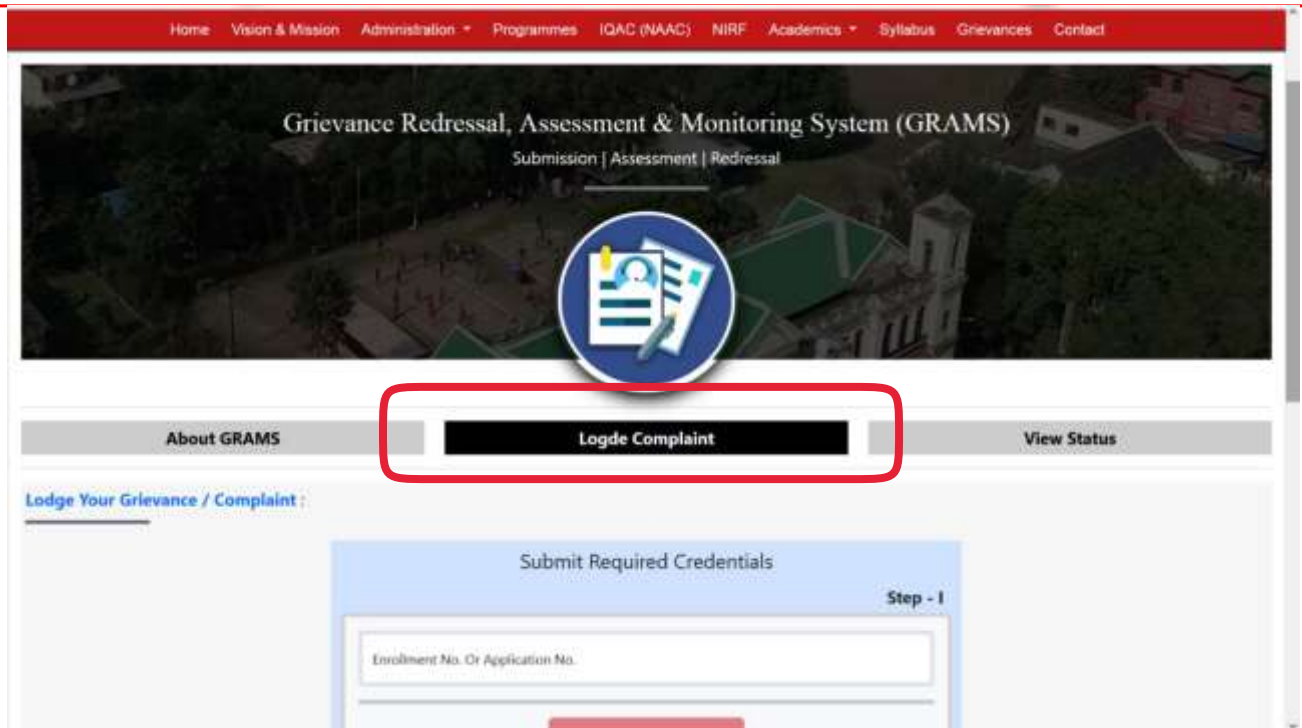 Home Vision & Mission Administration Programmes IQAC (NAAC) NIRF Academics Syllabus Grievances Contact
Grievance Redressal, Assessment & Monitoring System (GRAMS)
Submission | Assessment | Redressal
About GRAMS Logde Complaint View Status
Lodge Your Grievance / Complaint :
Submit Required Credentials
Step - I
Enrollment No. Or Application No.